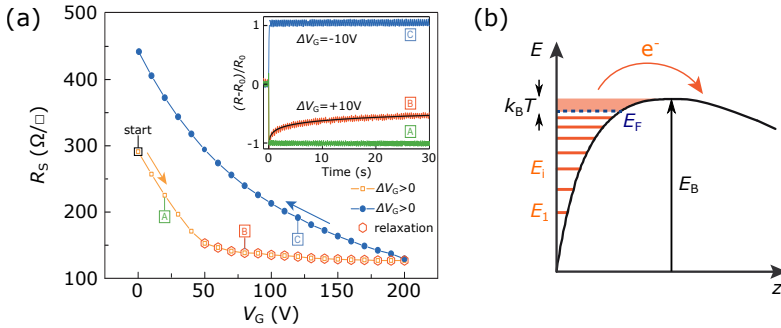 (a)
500
400
300
200
100
R_S (Ω/□)
0
50
100
150
200
V_G (V)
start
A
B
C
ΔV_G>0
ΔV_G>0
relaxation
(R-R_0)/R_0
1
0
-1
0
10
20
30
Time (s)
ΔV_G=-10V
ΔV_G=+10V
C
B
A
(b)
E
e⁻
k_BT
E_F
E_i
E_1
E_B
z